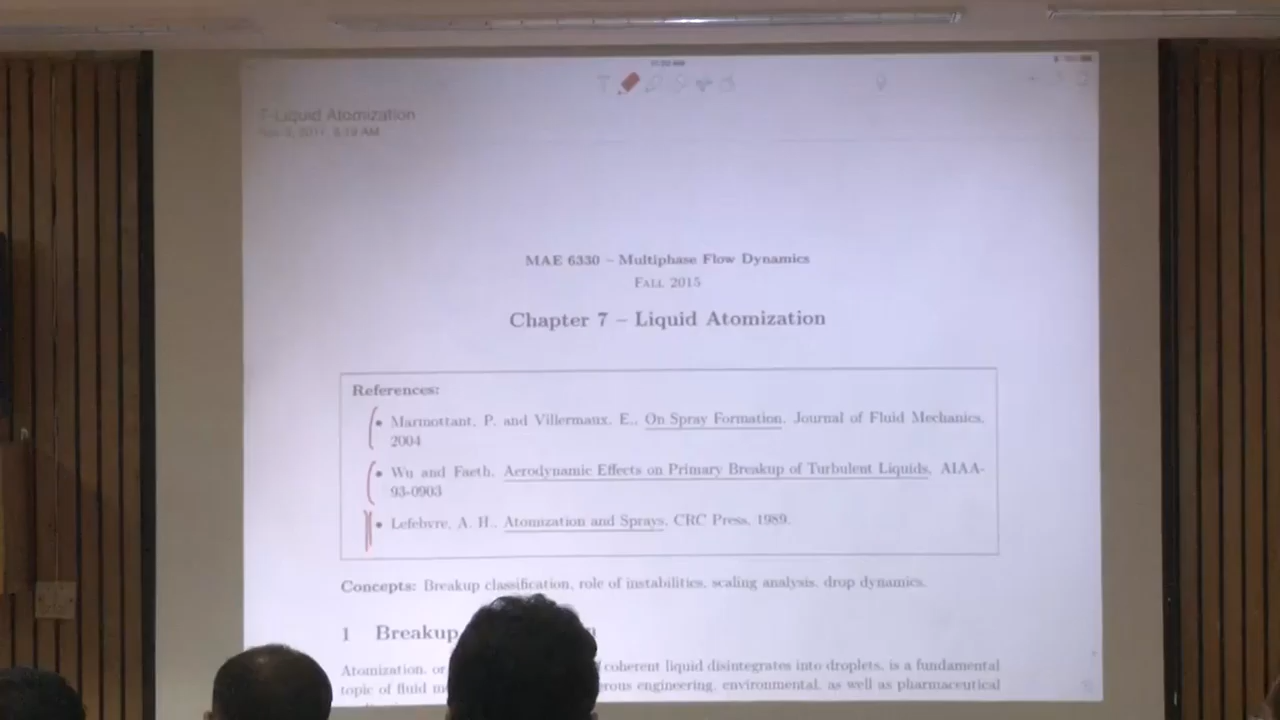 7-Liquid Atomization
MAE 6330 – Multiphase Flow Dynamics
FALL 2015
Chapter 7 – Liquid Atomization
References:
• Marmottant, P. and Villermaux, E., On Spray Formation, Journal of Fluid Mechanics,
2004
• Wu and Faeth, Aerodynamic Effects on Primary Breakup of Turbulent Liquids, AIAA-
93-0903
• Lefebvre, A. H., Atomization and Sprays, CRC Press, 1989.
Concepts: Breakup classification, role of instabilities, scaling analysis, drop dynamics.
1 Breakup
Atomization, or coherent liquid disintegrates into droplets, is a fundamental
topic of fluid engineering, environmental, as well as pharmaceutical